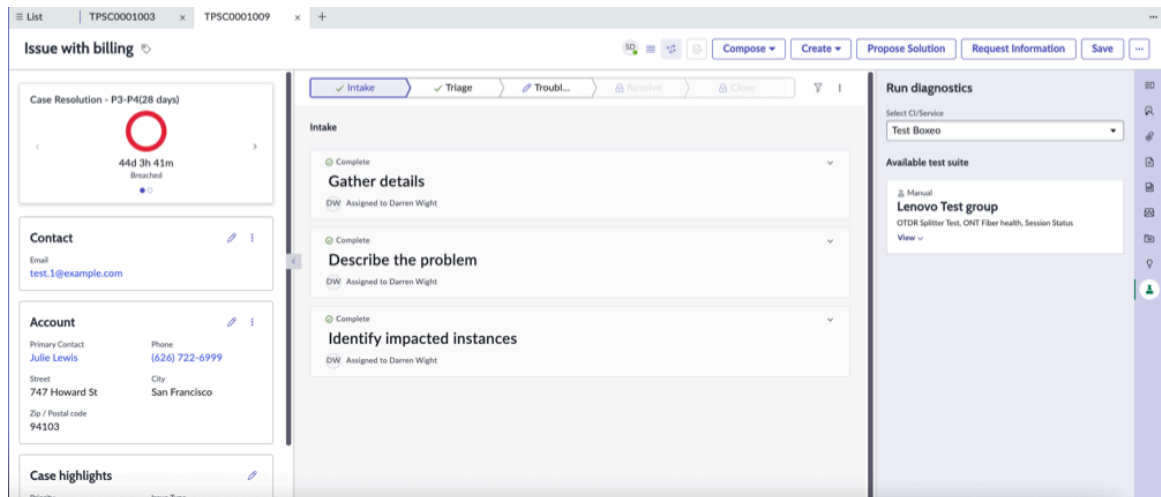 List
TPSC0001003
TPSC0001009
Issue with billing
SD
Compose
Create
Propose Solution
Request Information
Save
Case Resolution - P3-P4(28 days)
44d 3h 41m
Breached
Contact
Email
test.1@example.com
Account
Primary Contact
Phone
Julie Lewis
(626) 722-6999
Street
City
747 Howard St
San Francisco
Zip / Postal code
94103
Case highlights
Priority
Issue Type
Intake
Triage
Troubl...
Resolve
Close
Intake
Complete
Gather details
DW Assigned to Darren Wight
Complete
Describe the problem
DW Assigned to Darren Wight
Complete
Identify impacted instances
DW Assigned to Darren Wight
Run diagnostics
Select CI/Service
Test Boxeo
Available test suite
Manual
Lenovo Test group
OTDR Splitter Test, ONT Fiber health, Session Status
View